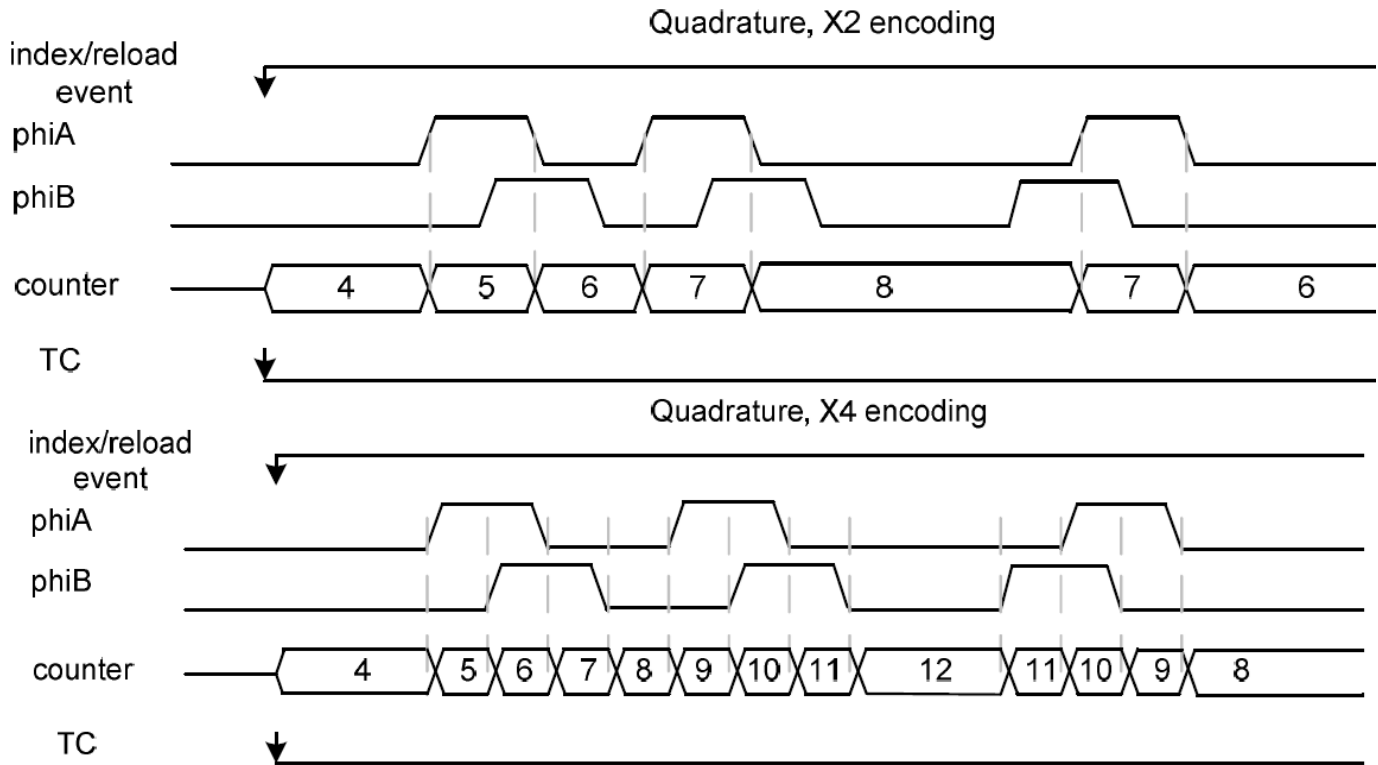 Quadrature, X2 encoding
index/reload
event
phiA
phiB
counter 4 5 6 7 8 7 6
TC
Quadrature, X4 encoding
index/reload
event
phiA
phiB
counter 4 5 6 7 8 9 10 11 12 11 10 9 8
TC